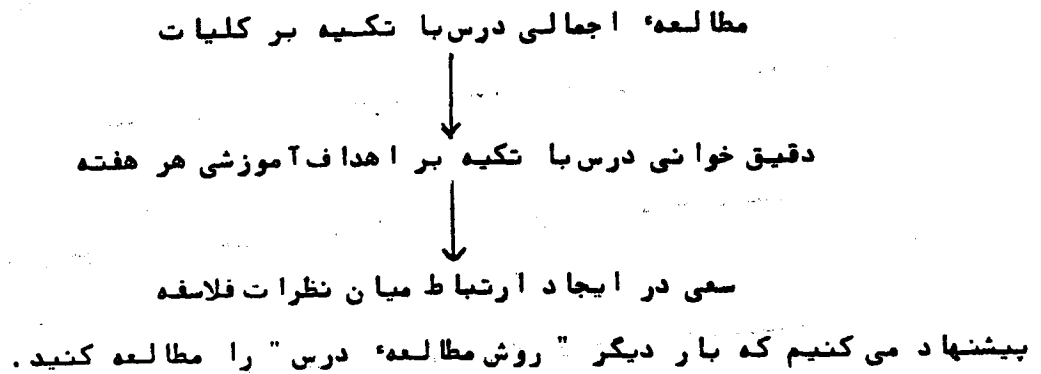 مطالعهٔ اجمالی درس با تکیه بر کلیات
دقیق خوانی درس با تکیه بر اهداف آموزشی هر هفته
سعی در ایجاد ارتباط میان نظرات فلاسفه
پیشنهاد می کنیم که بار دیگر " روش مطالعهٔ درس " را مطالعه کنید .